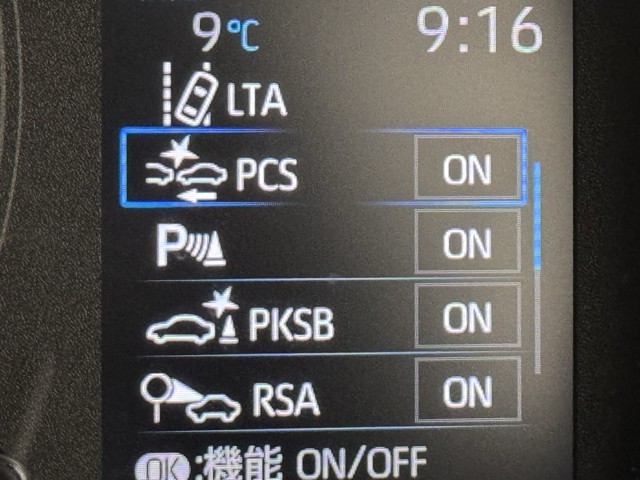 9℃ 9:16
LTA
PCS ON
P ON
PKSB ON
RSA ON
OK:機能 ON/OFF